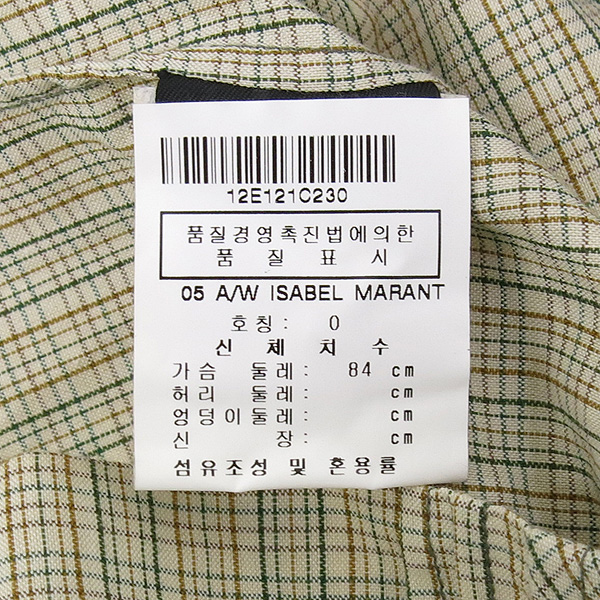 12E121C230
품질경영촉진법에의한
품 질 표 시
05 A/W ISABEL MARANT
호칭: 0
신 체 치 수
가슴 둘레: 84 cm
허리 둘레: cm
엉덩이둘레: cm
신 장: cm
섬유조성 및 혼용률